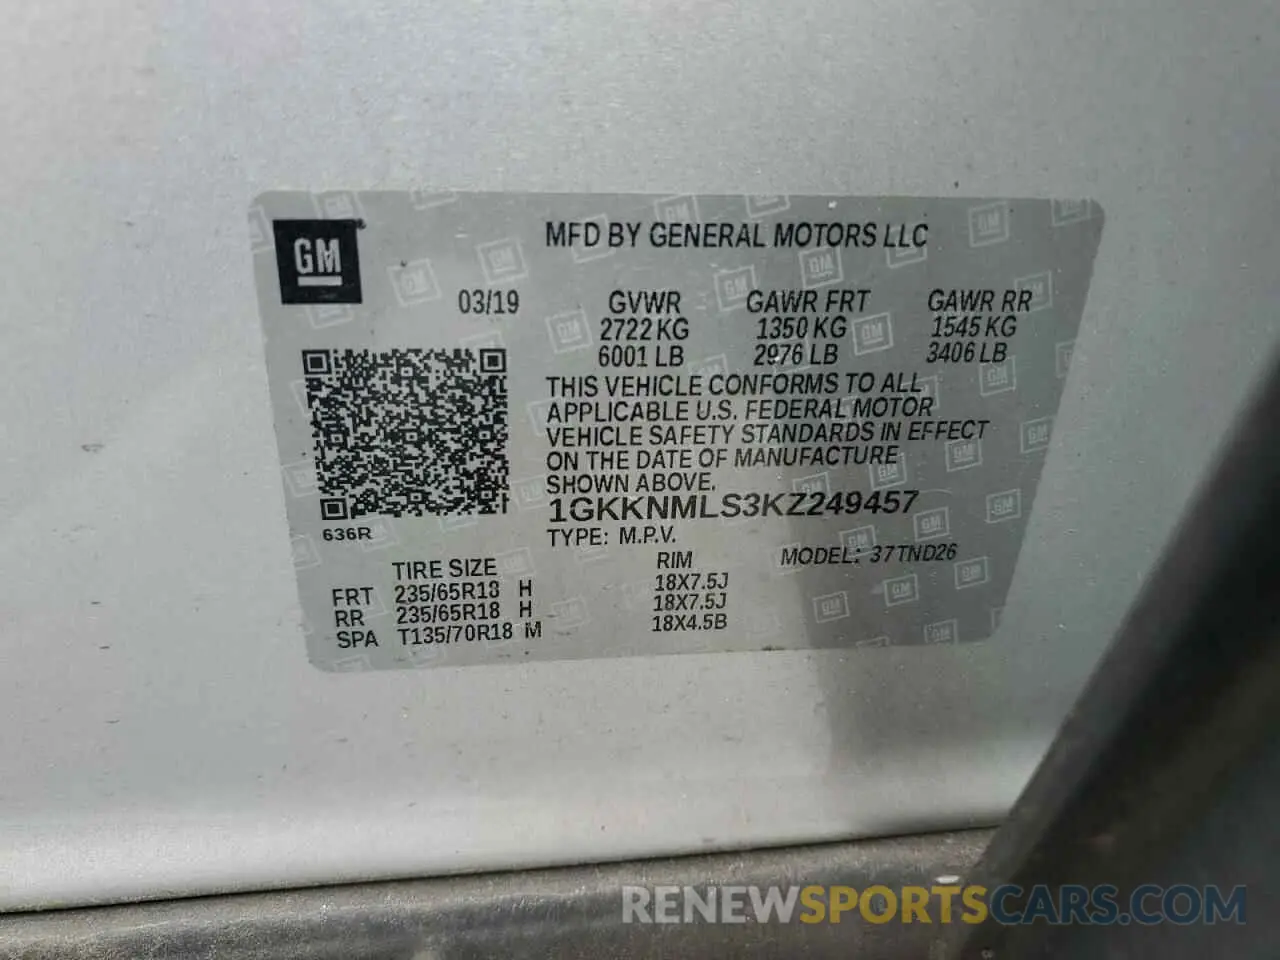 GM
MFD BY GENERAL MOTORS LLC
03/19 GVWR GAWR FRT GAWR RR
2722 KG 1350 KG 1545 KG
6001 LB 2976 LB 3406 LB
THIS VEHICLE CONFORMS TO ALL
APPLICABLE U.S. FEDERAL MOTOR
VEHICLE SAFETY STANDARDS IN EFFECT
ON THE DATE OF MANUFACTURE
SHOWN ABOVE.
1GKKNMLS3KZ249457
636R
TYPE: M.P.V. MODEL: 37TND26
TIRE SIZE RIM
FRT 235/65R18 H 18X7.5J
RR 235/65R18 H 18X7.5J
SPA T135/70R18 M 18X4.5B
RENEWSPORTSCARS.COM